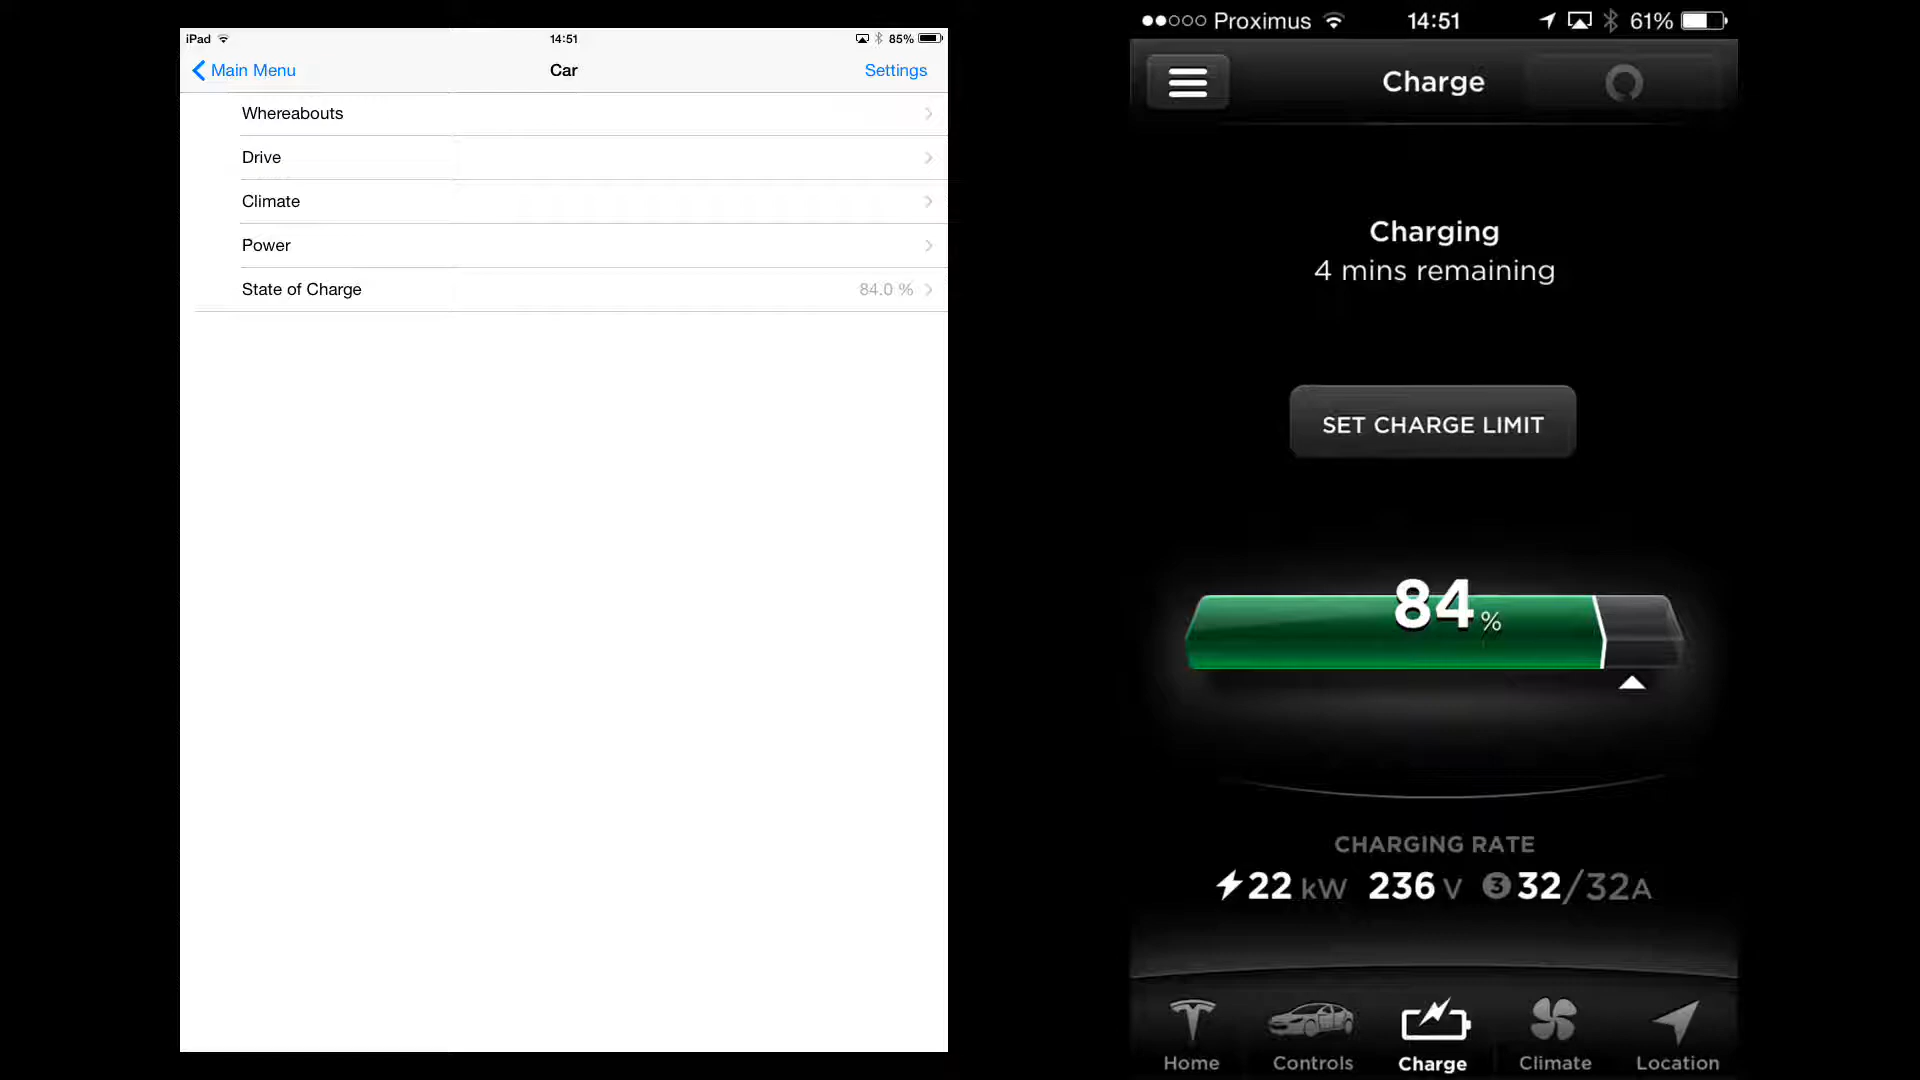 iPad 14:51 85%
Main Menu Car Settings
Whereabouts
Drive
Climate
Power
State of Charge 84.0 %
Proximus 14:51 61%
Charge
Charging
4 mins remaining
SET CHARGE LIMIT
84 %
CHARGING RATE
22 kW 236 V 3 32/32A
Home Controls Charge Climate Location